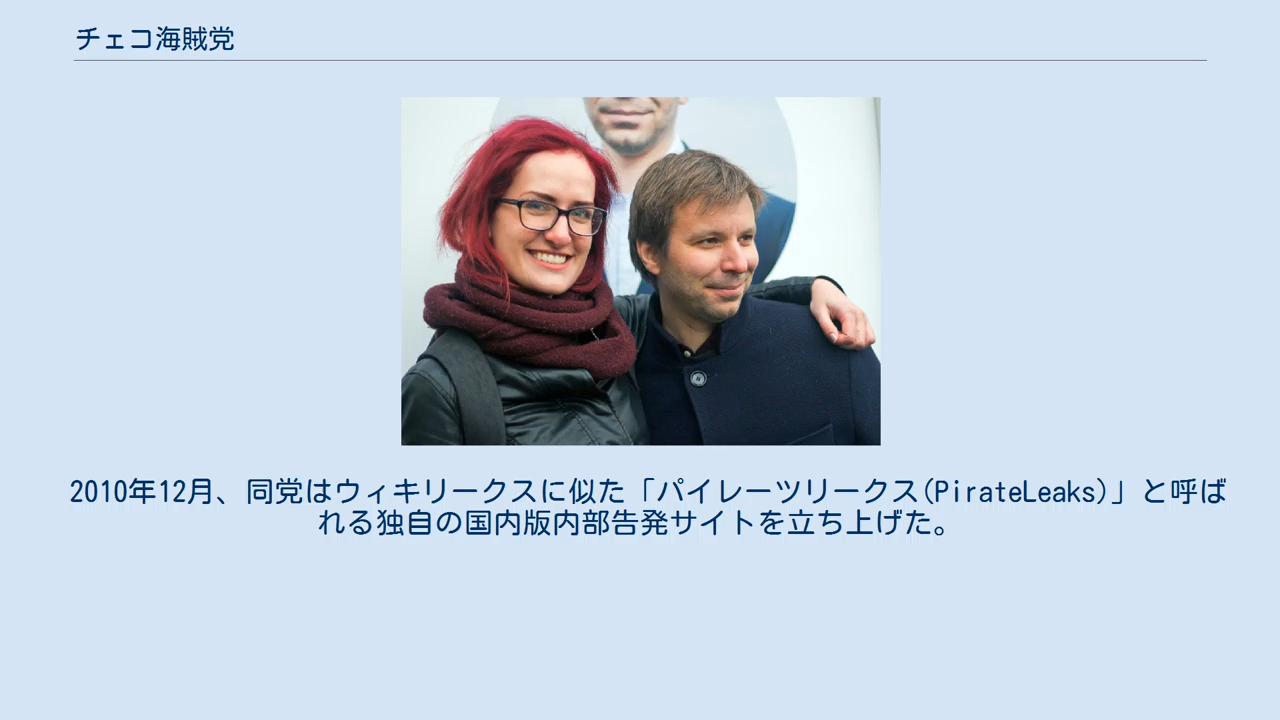 チェコ海賊党
2010年12月、同党はウィキリークスに似た「パイレーツリークス(PirateLeaks)」と呼ば
れる独自の国内版内部告発サイトを立ち上げた。